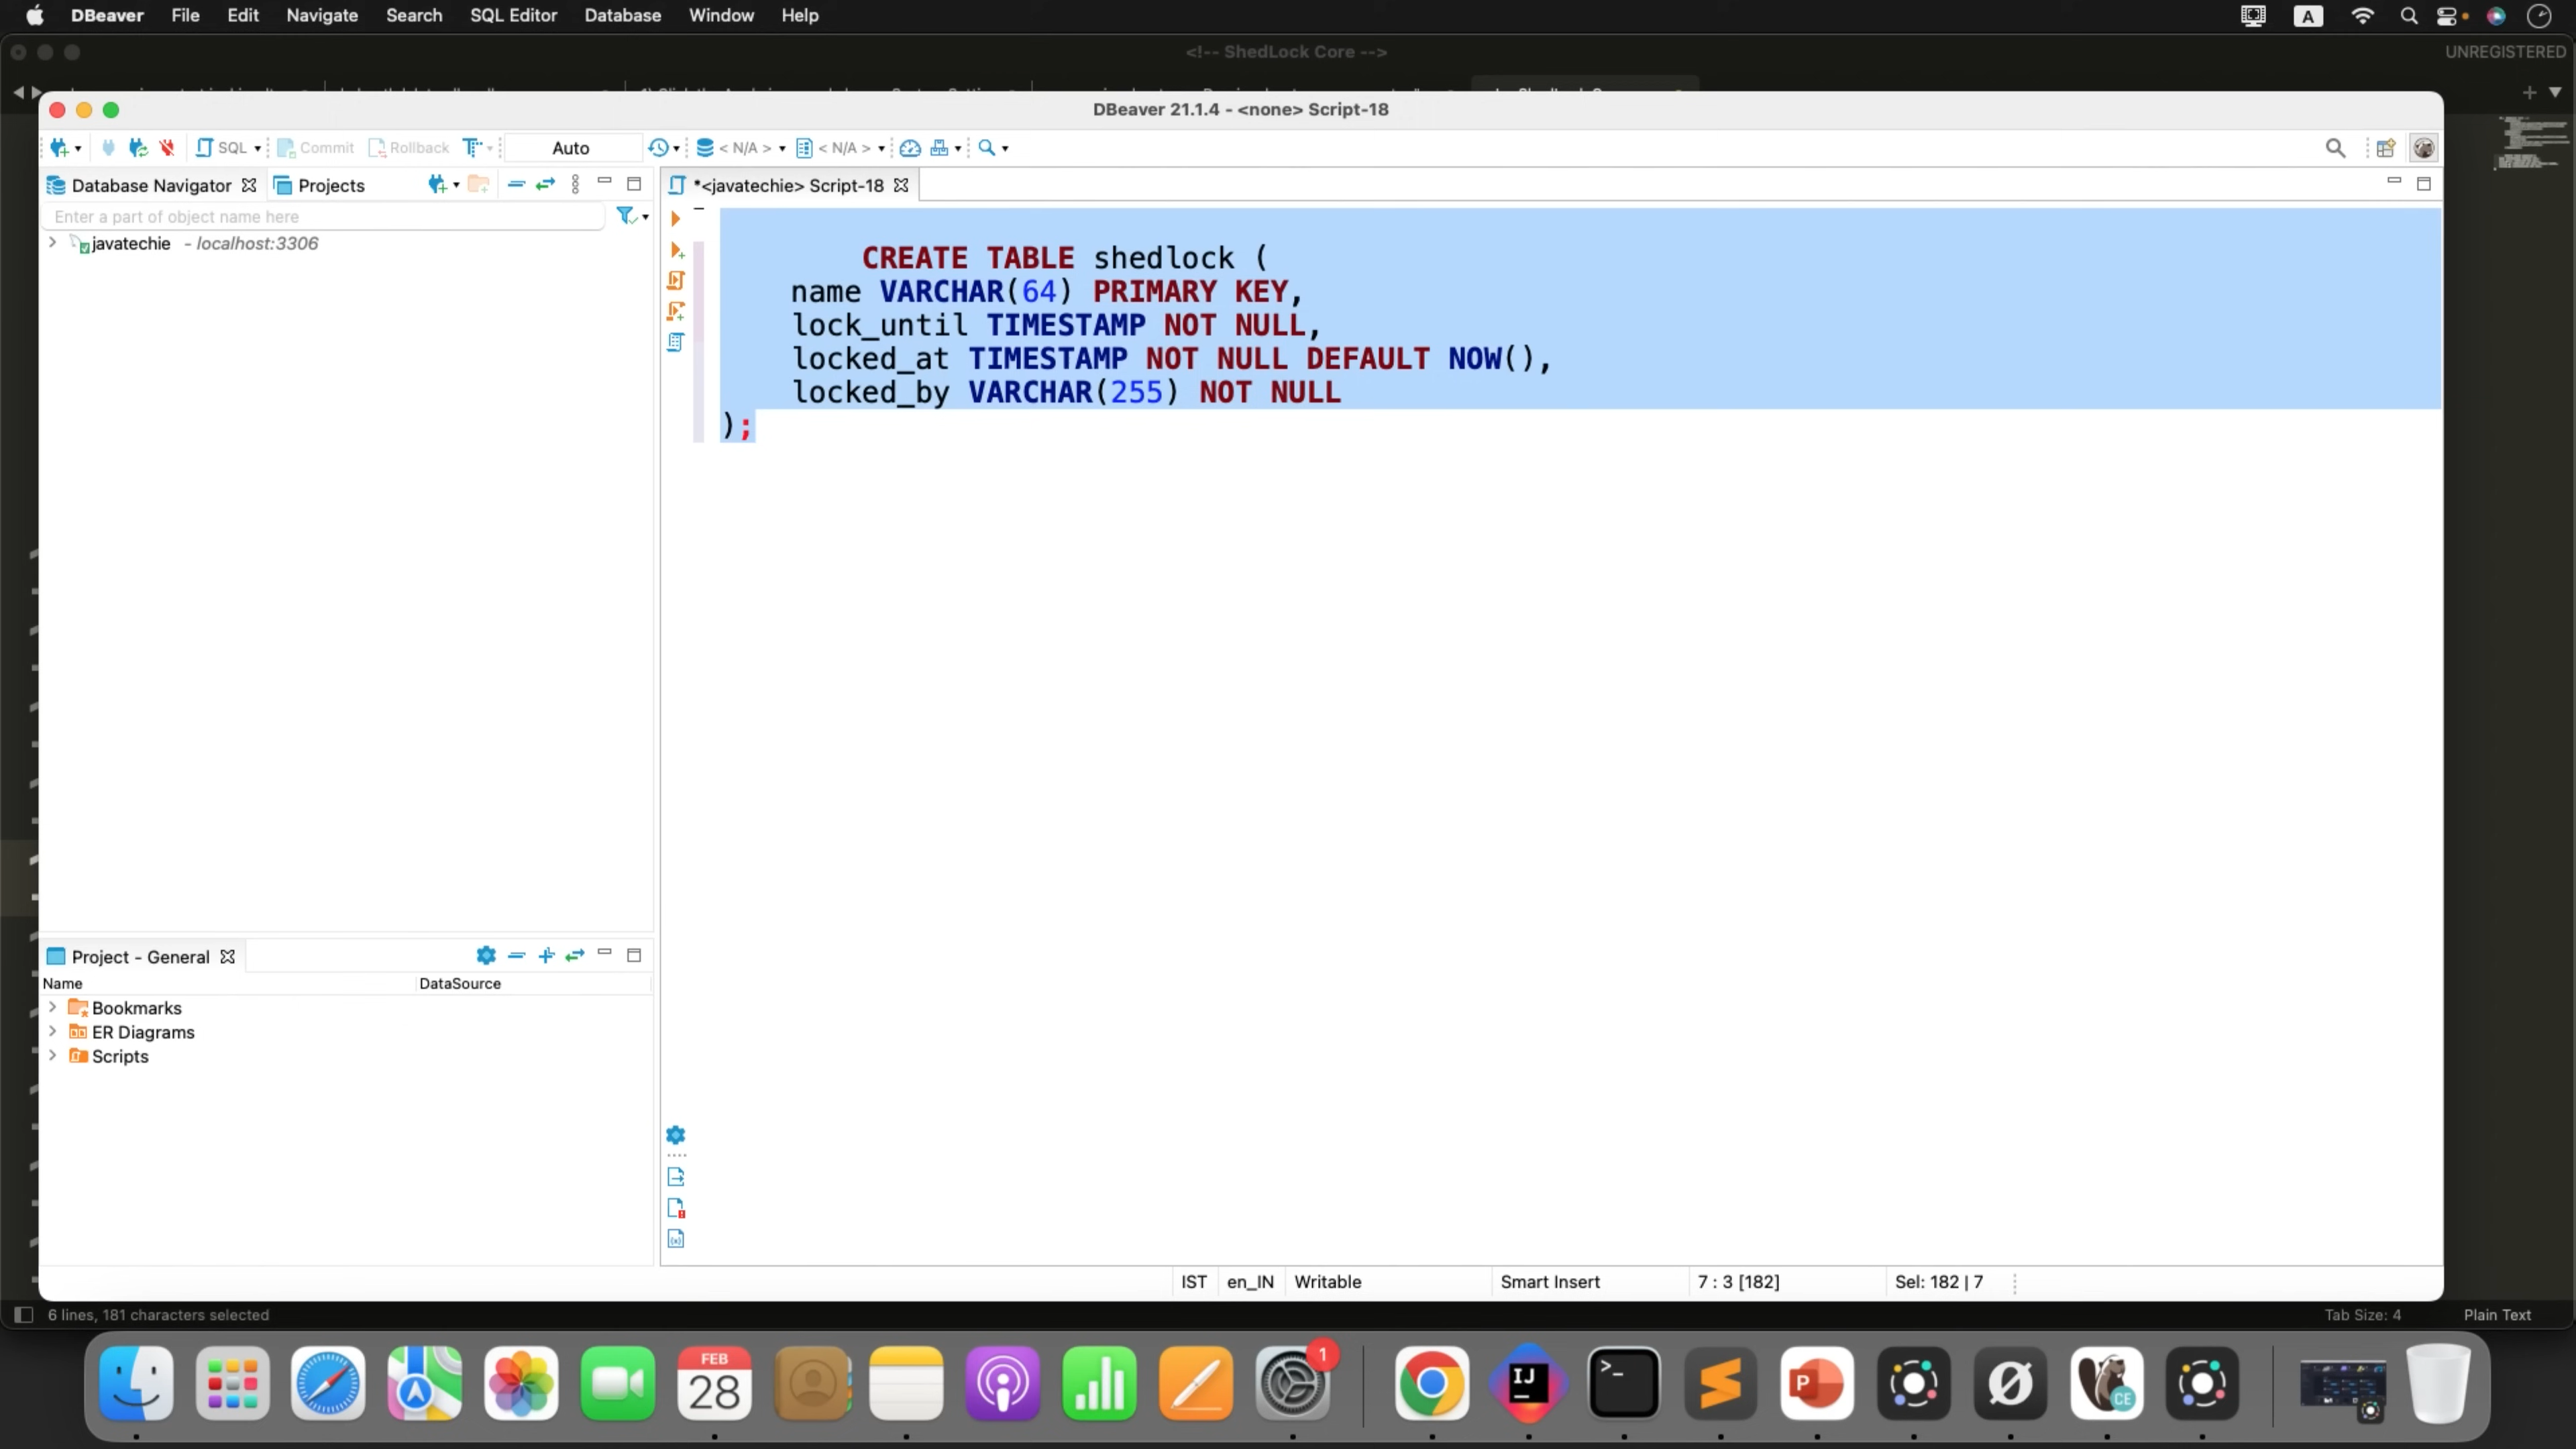 DBeaver File Edit Navigate Search SQL Editor Database Window Help
A
<!-- ShedLock Core -->
UNREGISTERED
DBeaver 21.1.4 - <none> Script-18
SQL Commit Rollback Auto < N/A > < N/A >
Database Navigator Projects
*<javatechie> Script-18
Enter a part of object name here
javatechie - localhost:3306
CREATE TABLE shedlock (
name VARCHAR(64) PRIMARY KEY,
lock_until TIMESTAMP NOT NULL,
locked_at TIMESTAMP NOT NULL DEFAULT NOW(),
locked_by VARCHAR(255) NOT NULL
);
Project - General
Name DataSource
Bookmarks
ER Diagrams
Scripts
IST en_IN Writable Smart Insert 7 : 3 [182] Sel: 182 | 7
6 lines, 181 characters selected
Tab Size: 4 Plain Text
FEB
28
1
IJ
>_
P
CE